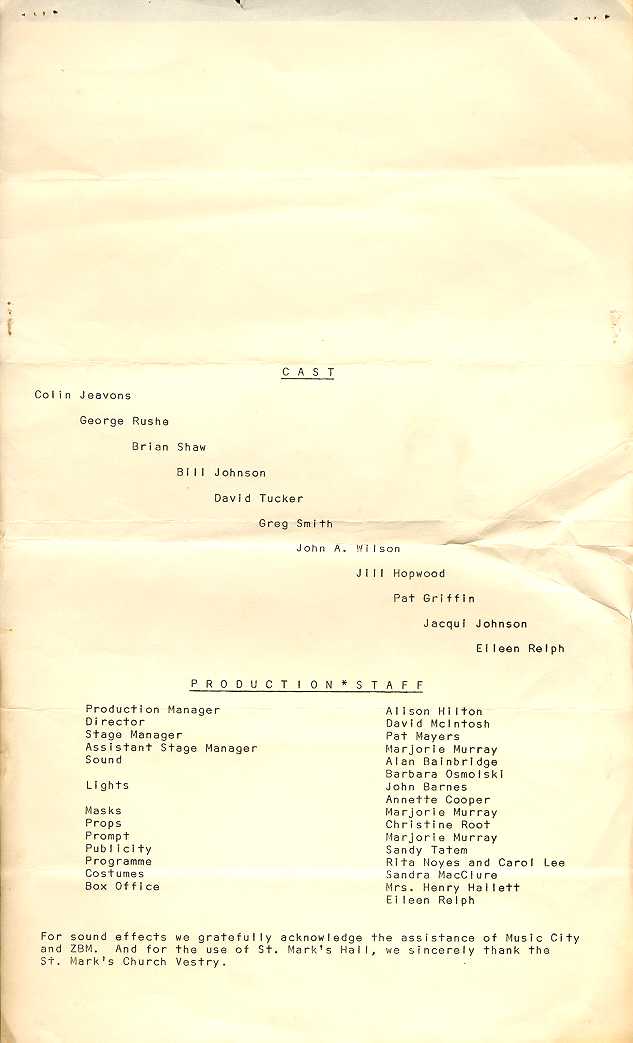 C A S T
Colin Jeavons
George Rushe
Brian Shaw
Bill Johnson
David Tucker
Greg Smith
John A. Wilson
Jill Hopwood
Pat Griffin
Jacqui Johnson
Eileen Relph
P R O D U C T I O N * S T A F F
Production Manager Alison Hilton
Director David McIntosh
Stage Manager Pat Mayers
Assistant Stage Manager Marjorie Murray
Sound Alan Bainbridge
Barbara Osmolski
Lights John Barnes
Annette Cooper
Masks Marjorie Murray
Props Christine Root
Prompt Marjorie Murray
Publicity Sandy Tatem
Programme Rita Noyes and Carol Lee
Costumes Sandra MacClure
Box Office Mrs. Henry Hallett
Eileen Relph
For sound effects we gratefully acknowledge the assistance of Music City
and ZBM. And for the use of St. Mark's Hall, we sincerely thank the
St. Mark's Church Vestry.